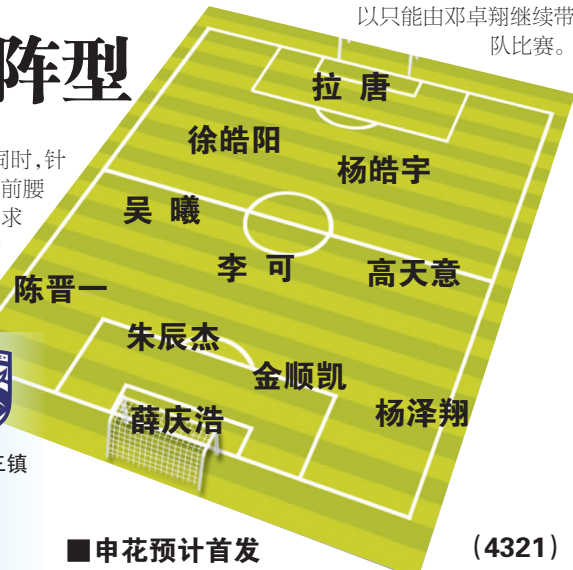 以只能由邓卓翔继续带
队比赛。
阵型
同时,针
前腰
求
拉 唐
徐皓阳
杨皓宇
吴 曦
李 可
高天意
陈晋一
朱辰杰
金顺凯
杨泽翔
薛庆浩
三镇
■申花预计首发
(4321)